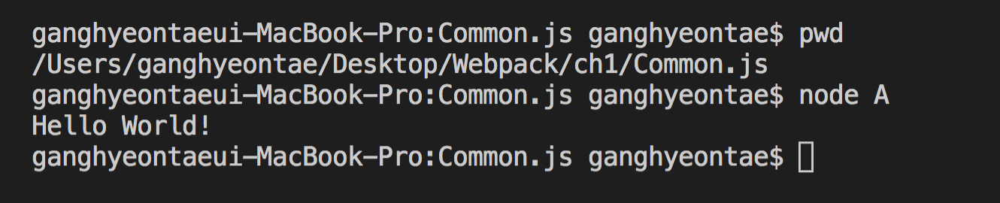 ganghyeontaeui-MacBook-Pro:Common.js ganghyeontae$ pwd
/Users/ganghyeontae/Desktop/Webpack/ch1/Common.js
ganghyeontaeui-MacBook-Pro:Common.js ganghyeontae$ node A
Hello World!
ganghyeontaeui-MacBook-Pro:Common.js ganghyeontae$